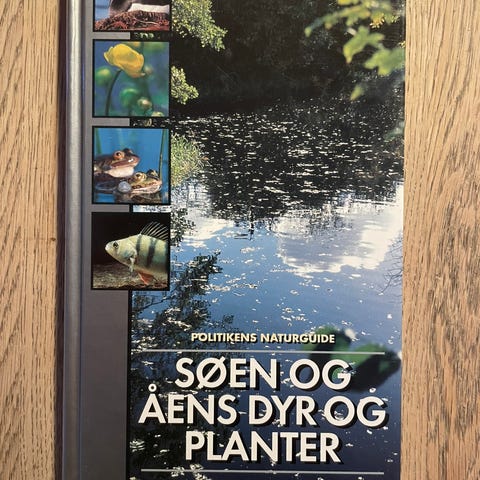 POLITIKENS NATURGUIDE
SØEN OG
ÅENS DYR OG
PLANTER